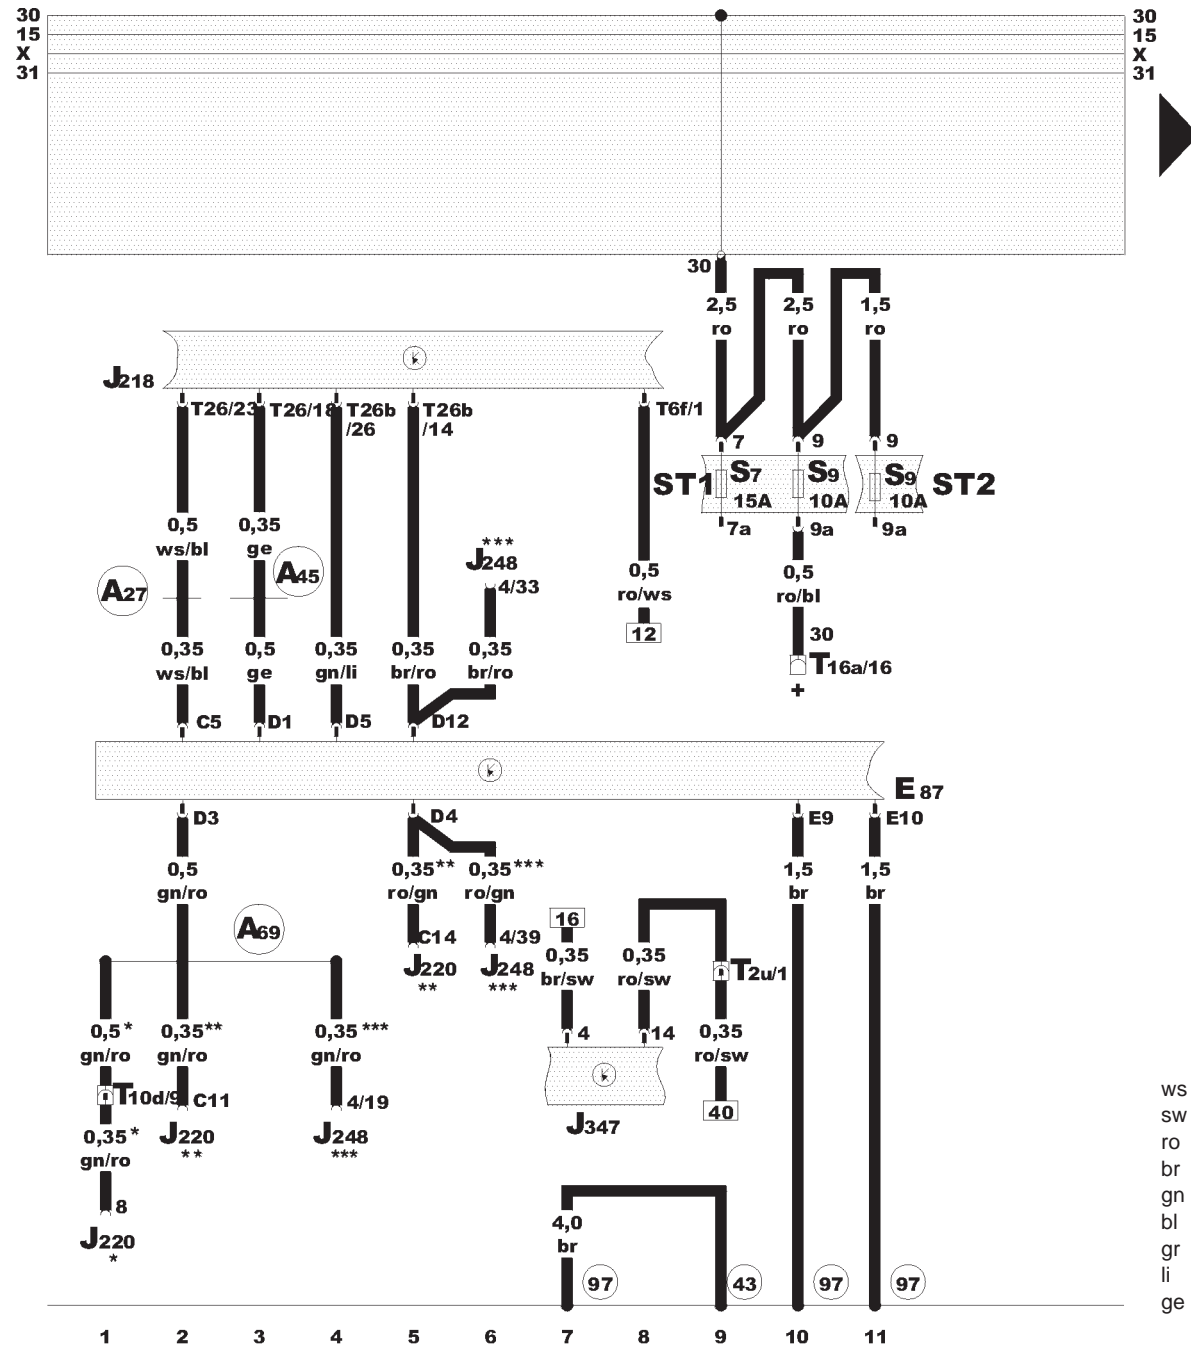 30 30
15 15
X X
31 31
30
2,5 2,5 1,5
ro ro ro
J218
T26/23 T26/18 T26b T26b T6f/1
/26 /14
7 9 9
ST1 S7 S9 S9 ST2
15A 10A 10A
7a 9a 9a
0,5 0,35
ws/bl ge
***
J248
4/33
A27 A45
0,5 0,5
ro/ws ro/bl
12 30
T16a/16
+
0,35 0,5 0,35 0,35 0,35
ws/bl ge gn/li br/ro br/ro
C5 D1 D5 D12
E87
D3 D4 E9 E10
0,5 0,35** 0,35*** 1,5 1,5
gn/ro ro/gn ro/gn br br
A69
16
C14 4/39
J220 J248
** ***
0,35 0,35
br/sw ro/sw
T2u/1
4 14
0,5* 0,35** 0,35*** 0,35
gn/ro gn/ro gn/ro ro/sw
T10d/9 C11 4/19
J347
40
0,35* J220 J248
gn/ro ** ***
8
J220
*
4,0
br
97 43 97 97
1 2 3 4 5 6 7 8 9 10 11
ws
sw
ro
br
gn
bl
gr
li
ge